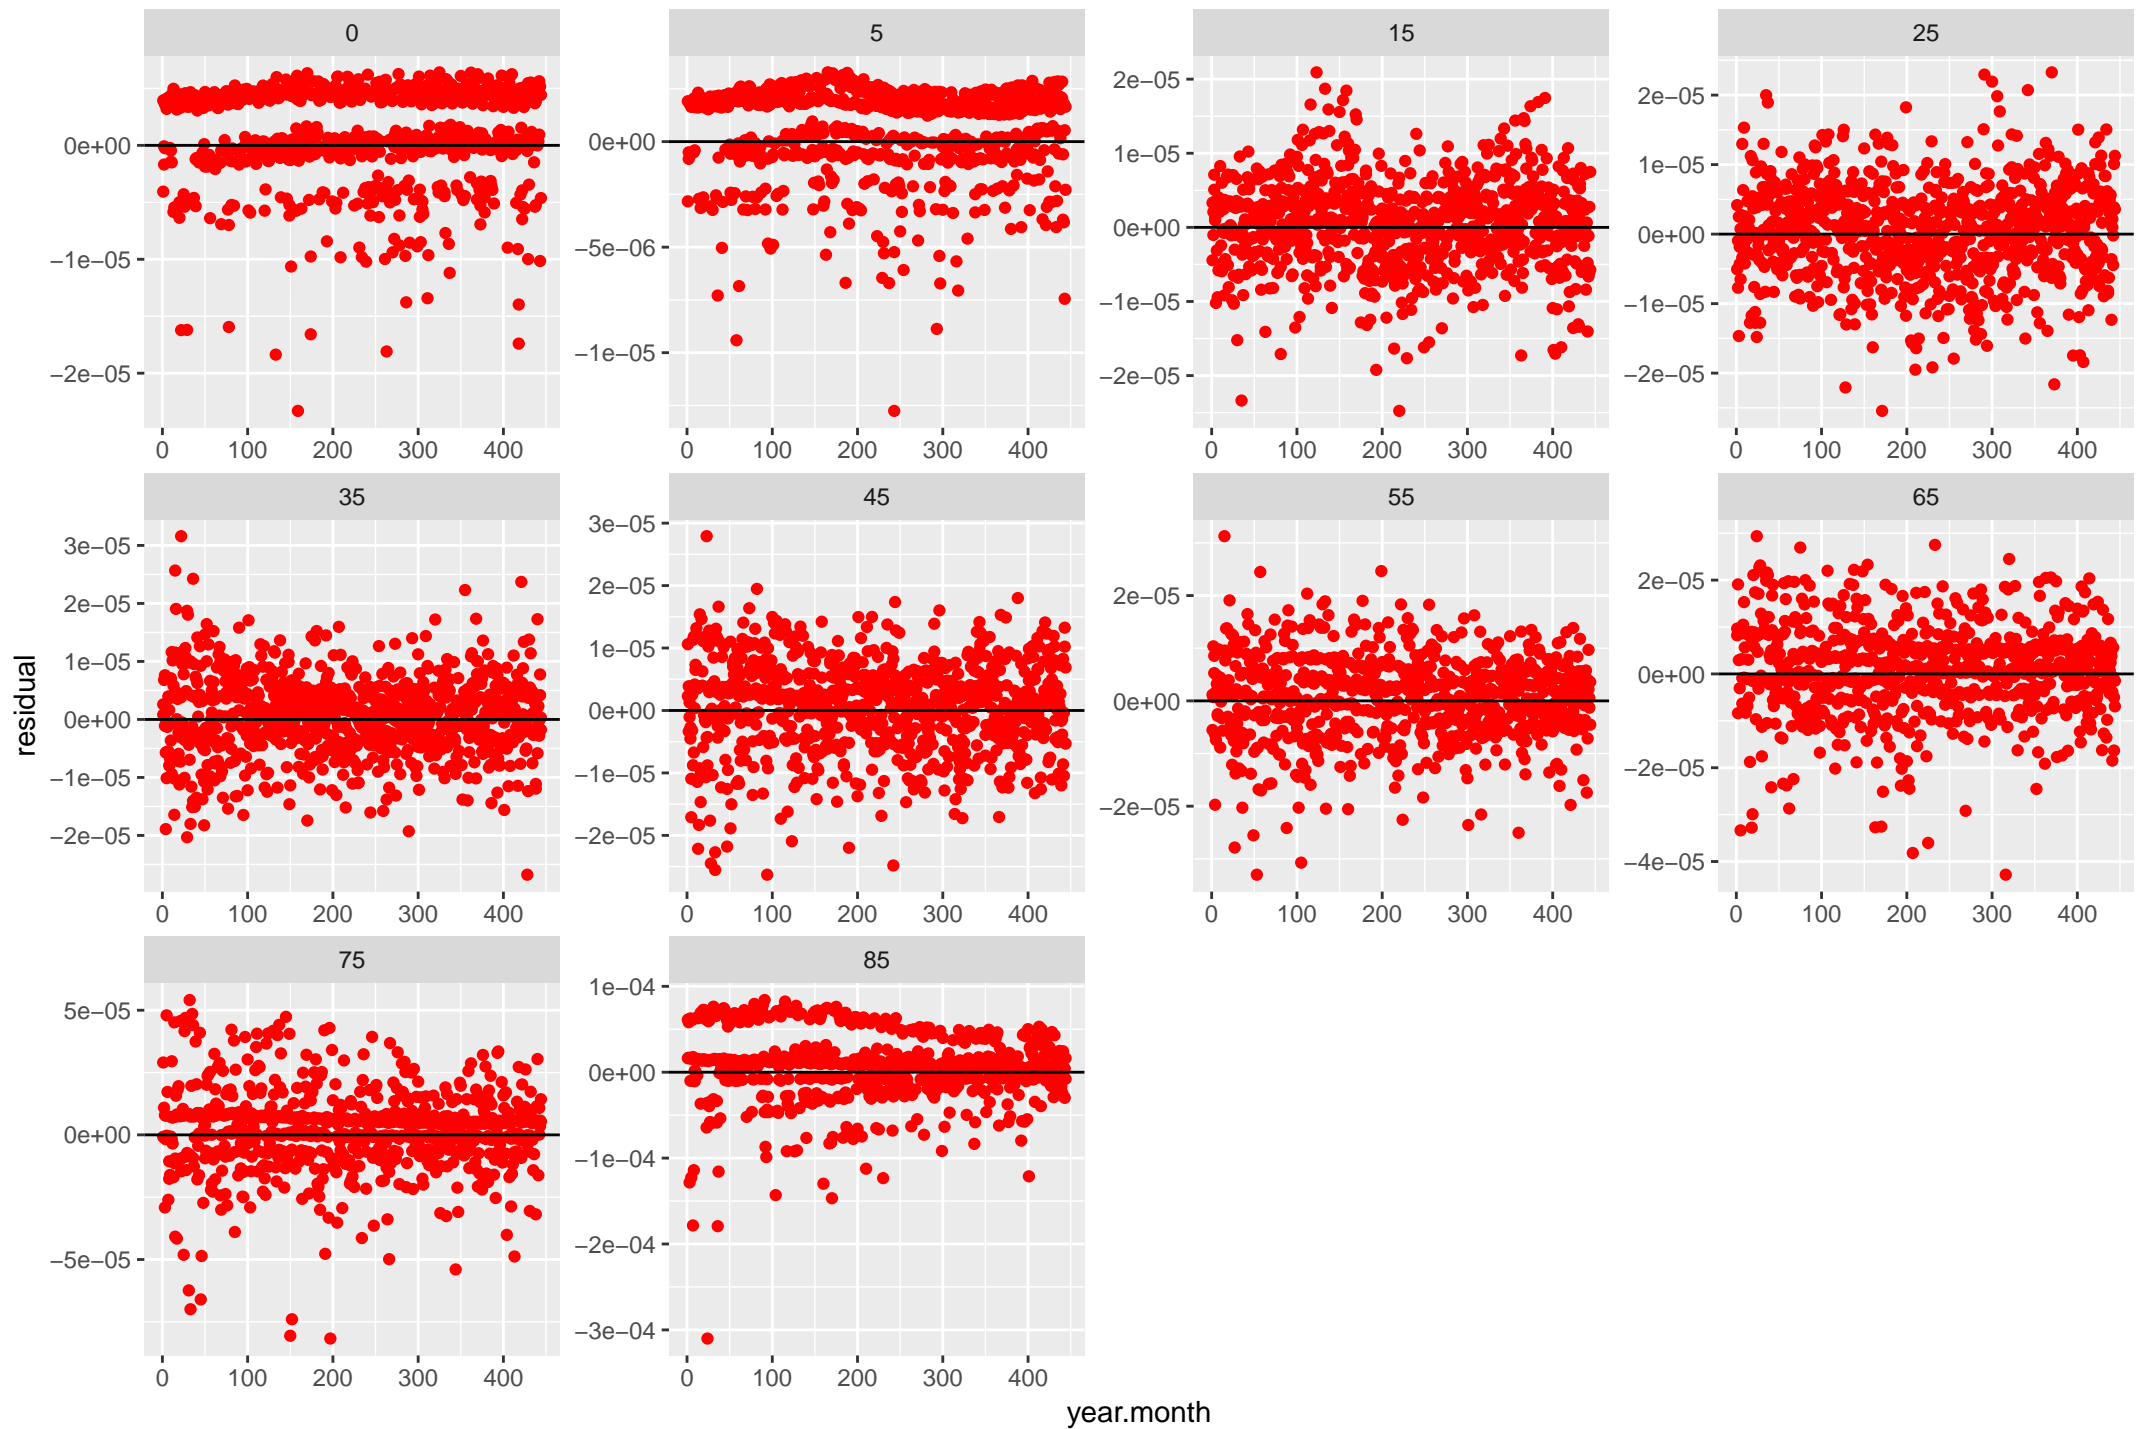 0 5 15 25
0e+00
−1e−05
−2e−05
0e+00
−5e−06
−1e−05
2e−05
1e−05
0e+00
−1e−05
−2e−05
2e−05
1e−05
0e+00
−1e−05
−2e−05
0 100 200 300 400 0 100 200 300 400 0 100 200 300 400 0 100 200 300 400
35 45 55 65
3e−05
2e−05
1e−05
0e+00
−1e−05
−2e−05
3e−05
2e−05
1e−05
0e+00
−1e−05
−2e−05
2e−05
0e+00
−2e−05
2e−05
0e+00
−2e−05
−4e−05
0 100 200 300 400 0 100 200 300 400 0 100 200 300 400 0 100 200 300 400
residual
75 85
5e−05
0e+00
−5e−05
1e−04
0e+00
−1e−04
−2e−04
−3e−04
0 100 200 300 400 0 100 200 300 400
year.month